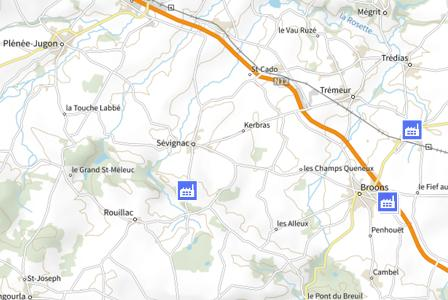 Mégrit
la Rosette
le Vau Ruzé
Plénée-Jugon
Trédias
St Cado
N 12
Trémeur
la Touche Labbé
Kerbras
Sévignac
les Champs Queneux
le Grand St-Méleuc
Broons
le Fief au
Rouillac
les Alleux
Penhouët
St-Joseph
Cambel
ngourla
le Pont du Breuil